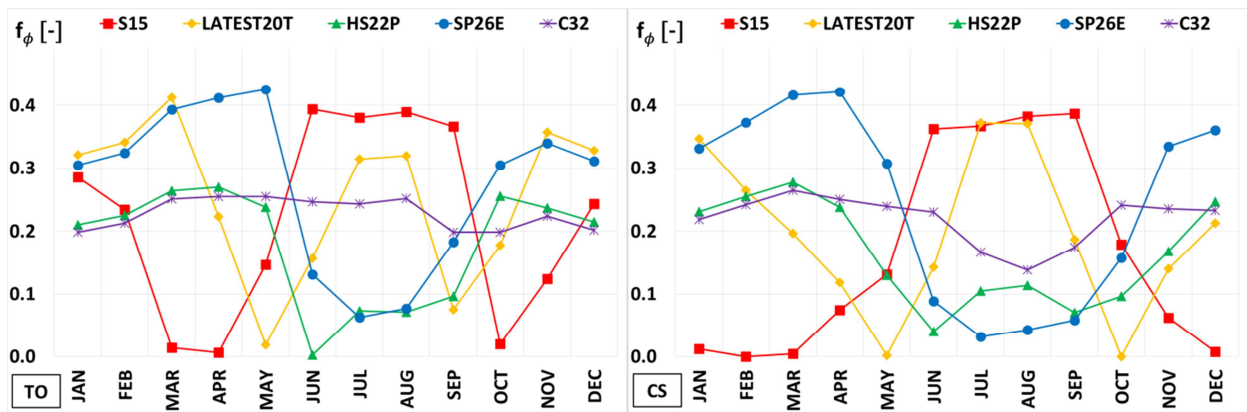 fϕ [-] S15 LATEST20T HS22P SP26E C32
0.4
0.3
0.2
0.1
0.0
TO JAN FEB MAR APR MAY JUN JUL AUG SEP OCT NOV DEC
fϕ [-] S15 LATEST20T HS22P SP26E C32
0.4
0.3
0.2
0.1
0.0
CS JAN FEB MAR APR MAY JUN JUL AUG SEP OCT NOV DEC